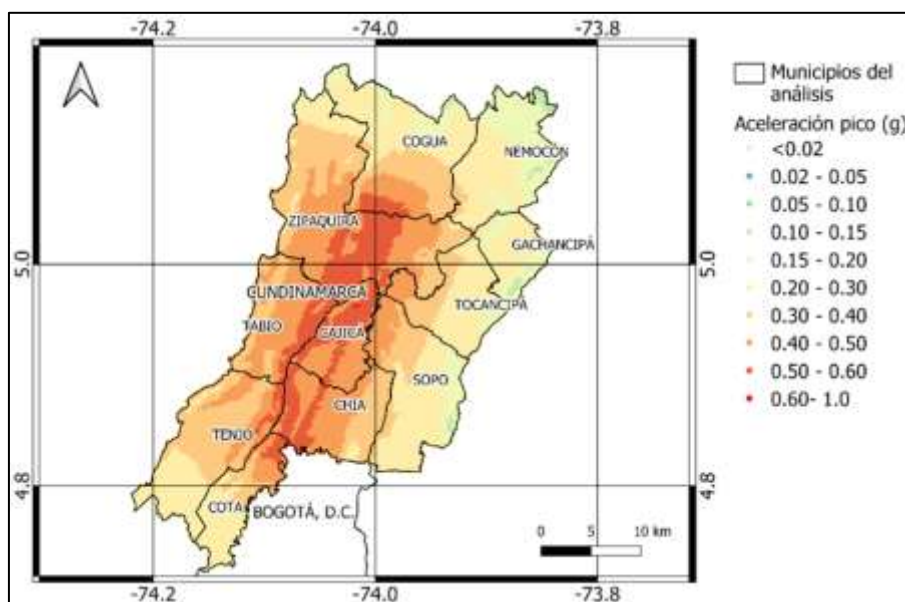 -74.2 -74.0 -73.8
Municipios del
análisis
Aceleración pico (g)
<0.02
0.02 - 0.05
0.05 - 0.10
0.10 - 0.15
0.15 - 0.20
0.20 - 0.30
0.30 - 0.40
0.40 - 0.50
0.50 - 0.60
0.60- 1.0
COGUA
NEMOCÓN
ZIPAQUIRÁ
GACHANCIPÁ
5.0 5.0
CUNDINAMARCA
TOCANCIPÁ
TABIO
CAJICÁ
SOPO
CHÍA
TENJO
4.8 4.8
COTA
BOGOTÁ, D.C.
0 5 10 km
-74.2 -74.0 -73.8